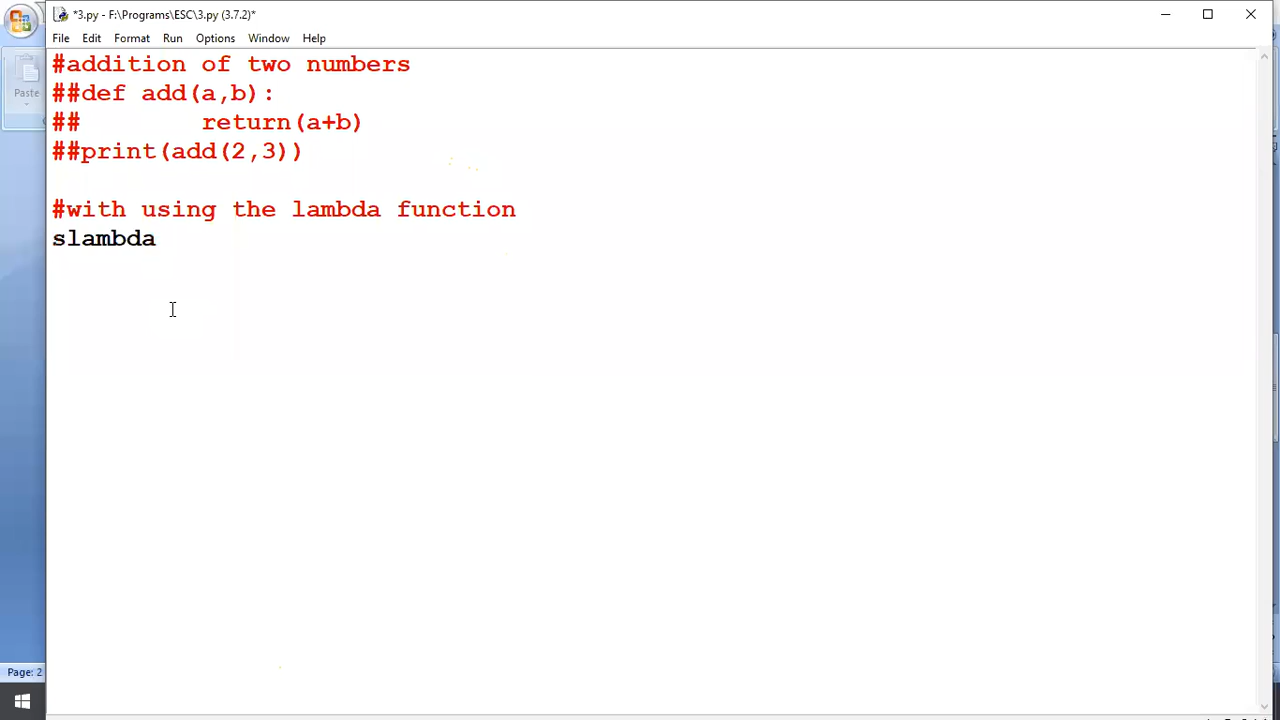 *3.py - F:\Programs\ESC\3.py (3.7.2)*
File Edit Format Run Options Window Help
Paste
#addition of two numbers
##def add(a,b):
##        return(a+b)
##print(add(2,3))
#with using the lambda function
slambda
Page: 2